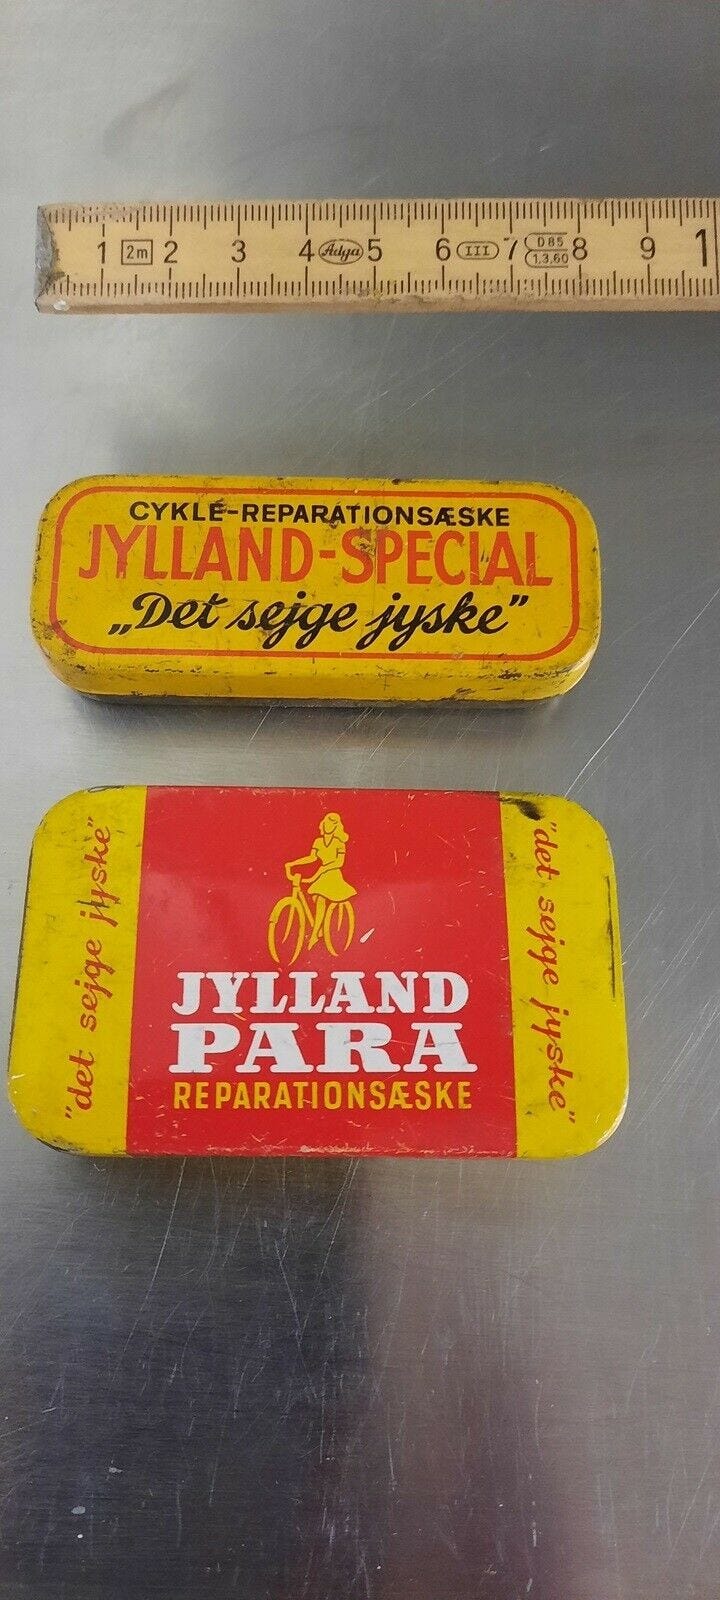 1 2m 2 3 4 Adga 5 6 III 7 D85 1.3.60 8 9 1
CYKLE-REPARATIONSÆSKE
JYLLAND-SPECIAL
„Det sejge jyske”
"det sejge jyske"
JYLLAND
PARA
REPARATIONSÆSKE
"det sejge jyske"